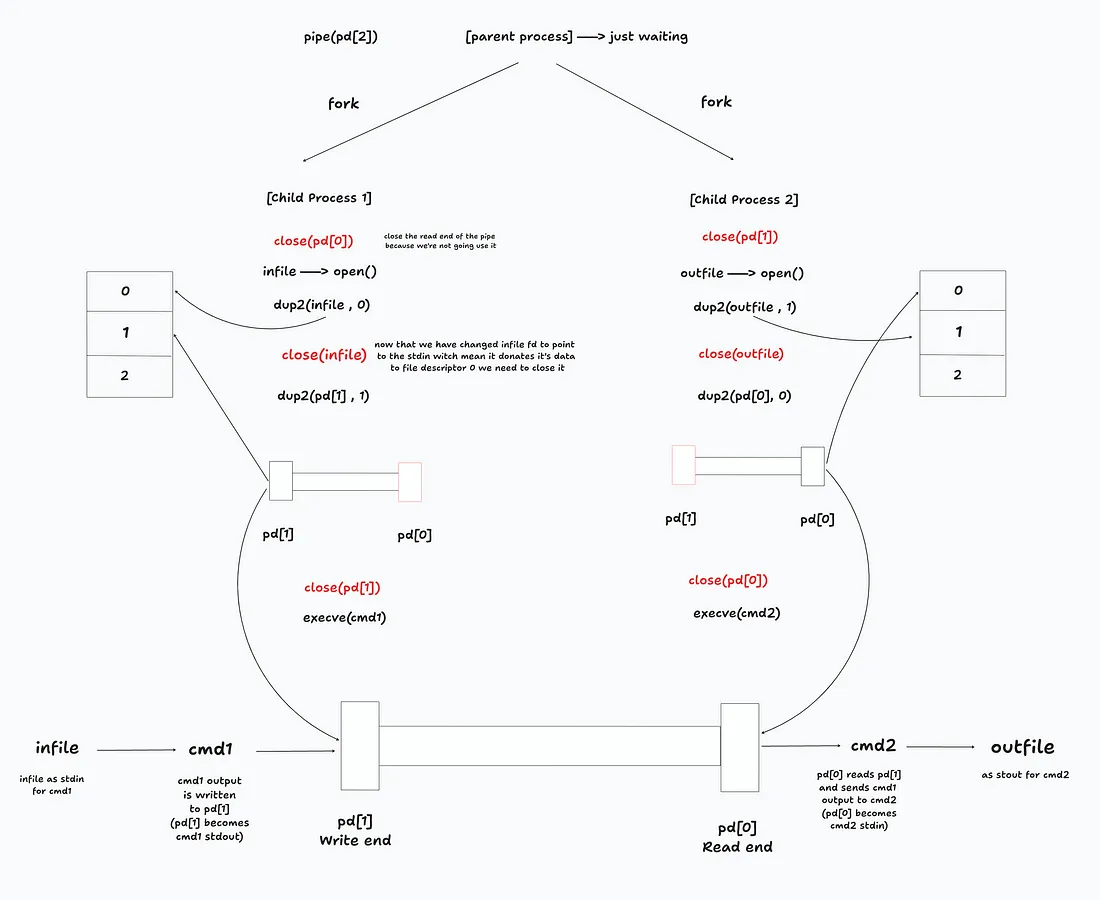 pipe(pd[2])
[parent process] ——> just waiting
fork
fork
[Child Process 1]
close(pd[0])
close the read end of the pipe
because we're not going use it
infile ——> open()
dup2(infile , 0)
close(infile)
now that we have changed infile fd to point
to the stdin witch mean it donates it's data
to file descriptor 0 we need to close it
dup2(pd[1] , 1)
0
1
2
pd[1]
pd[0]
close(pd[1])
execve(cmd1)
[Child Process 2]
close(pd[1])
outfile ——> open()
dup2(outfile , 1)
close(outfile)
dup2(pd[0], 0)
0
1
2
pd[1]
pd[0]
close(pd[0])
execve(cmd2)
infile
infile as stdin
for cmd1
cmd1
cmd1 output
is written
to pd[1]
(pd[1] becomes
cmd1 stdout)
pd[1]
Write end
pd[0]
Read end
cmd2
pd[0] reads pd[1]
and sends cmd1
output to cmd2
(pd[0] becomes
cmd2 stdin)
outfile
as stout for cmd2